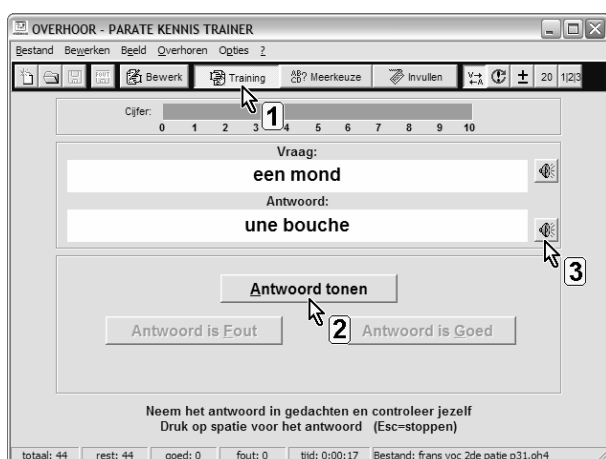 OVERHOOR - PARATE KENNIS TRAINER
Bestand Bewerken Beeld Overhoren Opties ?
FOUT Bewerk Training AB? CD? Meerkeuze Invullen V A ± 20 1|2|3
Cijfer:
0 1 2 3 4 5 6 7 8 9 10
1
Vraag:
een mond
Antwoord:
une bouche
3
Antwoord tonen
2
Antwoord is Fout Antwoord is Goed
Neem het antwoord in gedachten en controleer jezelf
Druk op spatie voor het antwoord (Esc=stoppen)
totaal: 44 rest: 44 goed: 0 fout: 0 tijd: 0:00:17 Bestand: frans voc 2de patie p31.oh4